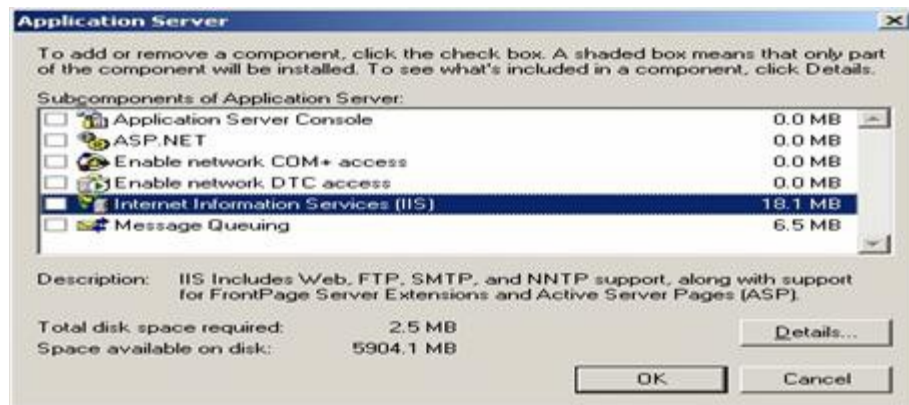 Application Server
To add or remove a component, click the check box. A shaded box means that only part
of the component will be installed. To see what's included in a component, click Details.
Subcomponents of Application Server:
Application Server Console 0.0 MB
ASP.NET 0.0 MB
Enable network COM+ access 0.0 MB
Enable network DTC access 0.0 MB
Internet Information Services (IIS) 18.1 MB
Message Queuing 6.5 MB
Description: IIS Includes Web, FTP, SMTP, and NNTP support, along with support
for FrontPage Server Extensions and Active Server Pages (ASP).
Total disk space required: 2.5 MB
Space available on disk: 5904.1 MB
Details...
OK Cancel